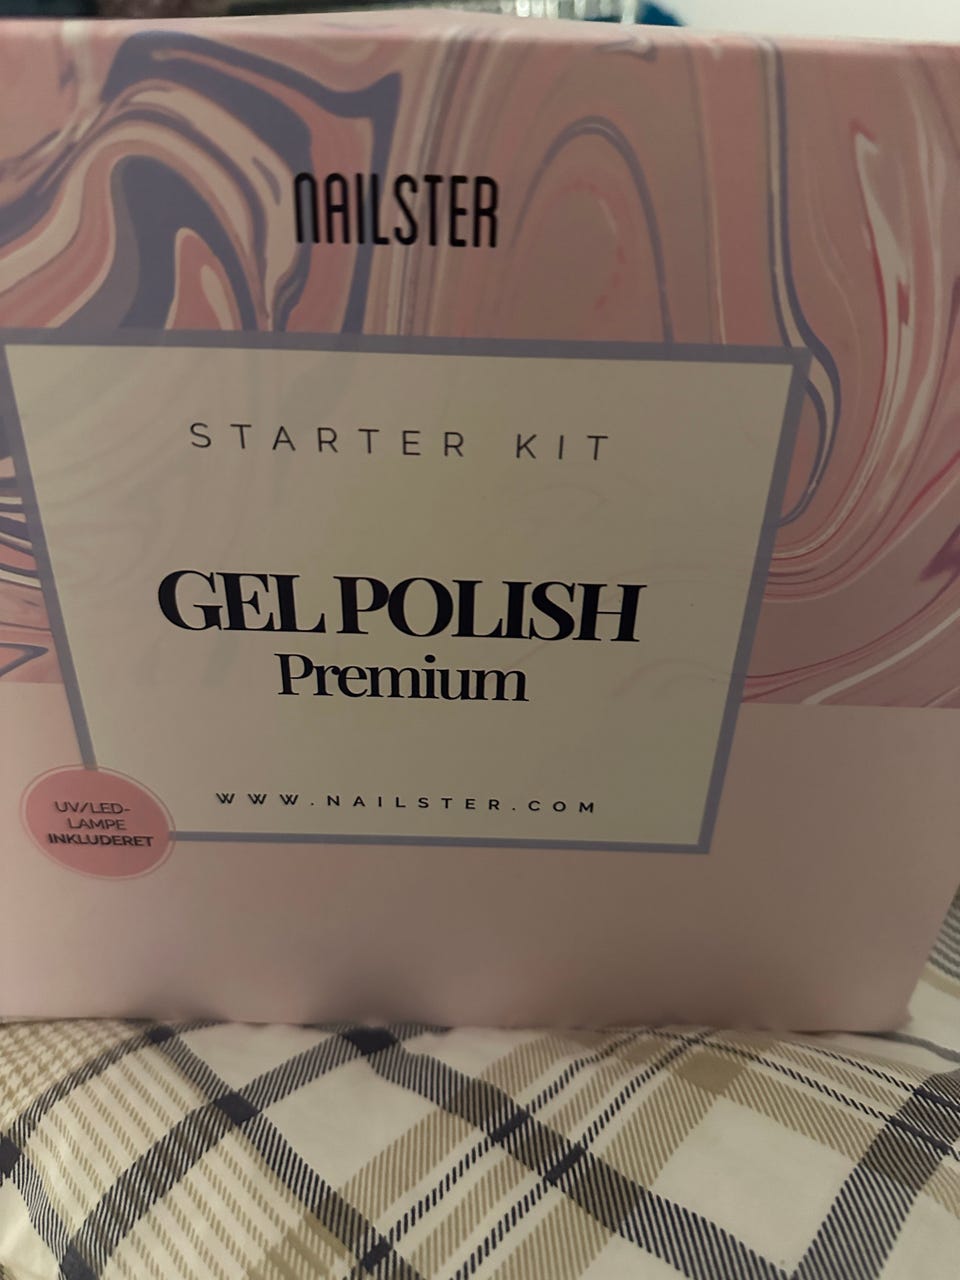 NAILSTER
STARTER KIT
GEL POLISH
Premium
WWW.NAILSTER.COM
UV/LED-
LAMPE
INKLUDERET